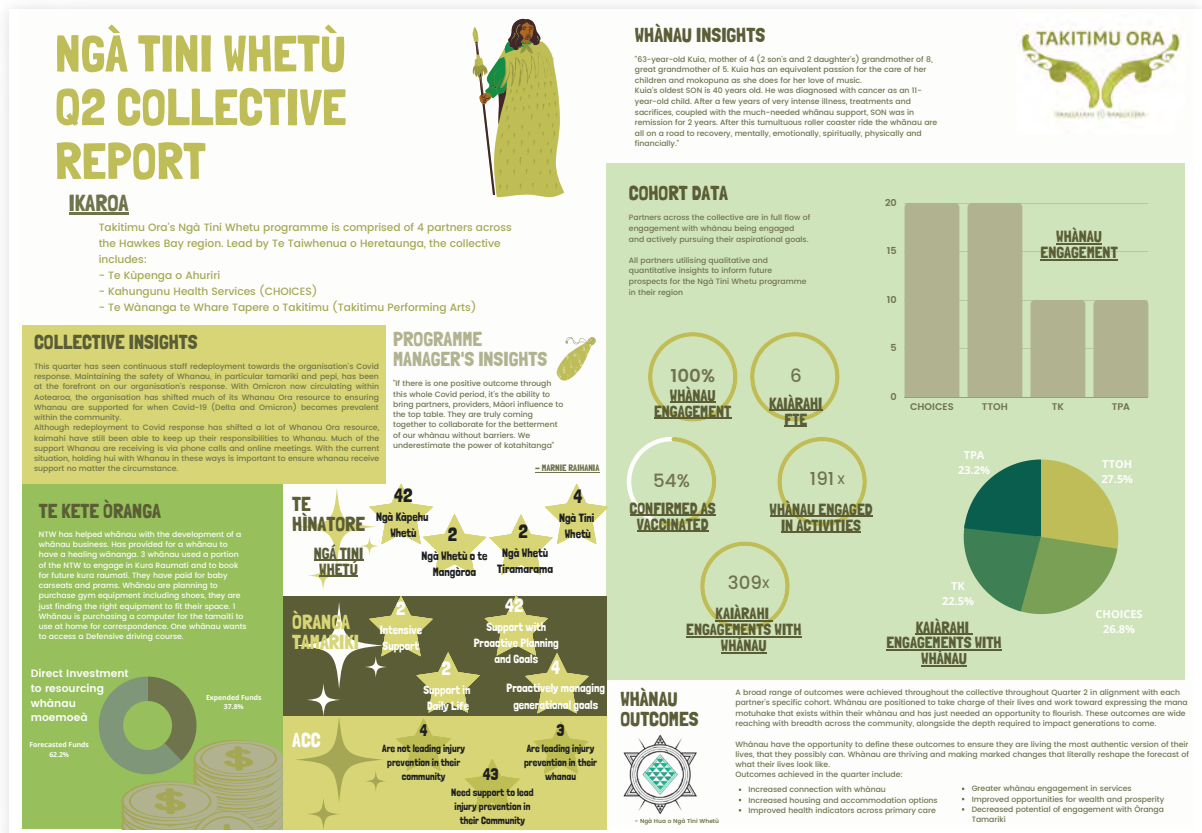 NGÀ TINI WHETÙ
Q2 COLLECTIVE
REPORT
IKAROA
Takitimu Ora's Ngà Tini Whetu programme is comprised of 4 partners across
the Hawkes Bay region. Lead by Te Taiwhenua o Heretaunga, the collective
includes:
- Te Kùpenga o Ahuriri
- Kahungunu Health Services (CHOICES)
- Te Wànanga te Whare Tapere o Takitimu (Takitimu Performing Arts)
COLLECTIVE INSIGHTS
This quarter has seen continuous staff redeployment towards the organisation's Covid
response. Maintaining the safety of Whanau, in particular tamariki and pepi, has been
at the forefront on our organisation's response. With Omicron now circulating within
Aotearoa, the organisation has shifted much of its Whanau Ora resource to ensuring
Whanau are supported for when Covid-19 (Delta and Omicron) becomes prevalent
within the community.
Although redeployment to Covid response has shifted a lot of Whanau Ora resource,
kaimahi have still been able to keep up their responsibilities to Whanau. Much of the
support Whanau are receiving is via phone calls and online meetings. With the current
situation, holding hui with Whanau in these ways is important to ensure whanau receive
support no matter the circumstance.
PROGRAMME
MANAGER'S INSIGHTS
"If there is one positive outcome through
this whole Covid period, it's the ability to
bring partners, providers, Màori influence to
the top table. They are truly coming
together to collaborate for the betterment
of our whànau without barriers. We
underestimate the power of kotahitanga"
- MARNIE RAIHANIA
TE KETE ÒRANGA
NTW has helped whànau with the development of a
whànau business. Has provided for a whànau to
have a healing wànanga. 3 whànau used a portion
of the NTW to engage in Kura Raumati and to book
for future kura raumati. They have paid for baby
carseats and prams. Whànau are planning to
purchase gym equipment including shoes, they are
just finding the right equipment to fit their space. 1
Whànau is purchasing a computer for the tamaiti to
use at home for correspondence. One whànau wants
to access a Defensive driving course.
Direct Investment
to resourcing
whànau
moemoeà
Expended Funds
37.8%
Forecasted Funds
62.2%
TE
HÌNATORE
NGÁ TINI
WHETÚ
42
Ngà Kàpehu
Whetù
2
Ngà Whetù o te
Mangòroa
2
Ngà Whetù
Tiramarama
4
Ngà Tini
Whetù
ÒRANGA
TAMARIKI
2
Intensive
Support
42
Support with
Proactive Planning
and Goals
2
Support in
Daily Life
4
Proactively managing
generational goals
ACC
4
Are not leading injury
prevention in their
community
43
Need support to lead
injury prevention in
their Community
3
Are leading injury
prevention in their
whanau
WHÀNAU INSIGHTS
"63-year-old Kuia, mother of 4 (2 son's and 2 daughter's) grandmother of 8,
great grandmother of 5. Kuia has an equivalent passion for the care of her
children and mokopuna as she does for her love of music.
Kuia's oldest SON is 40 years old. He was diagnosed with cancer as an 11-
year-old child. After a few years of very intense illness, treatments and
sacrifices, coupled with the much-needed whànau support, SON was in
remission for 2 years. After this tumultuous roller coaster ride the whànau are
all on a road to recovery, mentally, emotionally, spiritually, physically and
financially."
TAKITIMU ORA
COHORT DATA
Partners across the collective are in full flow of
engagement with whànau being engaged
and actively pursuing their aspirational goals.
All partners utilising qualitative and
quantitative insights to inform future
prospects for the Ngà Tini Whetu programme
in their region
20
15
10
5
0
WHÀNAU
ENGAGEMENT
CHOICES TTOH TK TPA
100%
WHÀNAU
ENGAGEMENT
6
KAIÀRAHI
FTE
54%
CONFIRMED AS
VACCINATED
191 x
WHÀNAU ENGAGED
IN ACTIVITIES
309x
KAIÀRAHI
ENGAGEMENTS WITH
WHÀNAU
TPA
23.2%
TTOH
27.5%
TK
22.5%
CHOICES
26.8%
KAIÀRAHI
ENGAGEMENTS WITH
WHÀNAU
WHÀNAU
OUTCOMES
- Ngà Hua o Ngà Tini Whetù
A broad range of outcomes were achieved throughout the collective throughout Quarter 2 in alignment with each
partner's specific cohort. Whànau are positioned to take charge of their lives and work toward expressing the mana
motuhake that exists within their whànau and has just needed an opportunity to flourish. These outcomes are wide
reaching with breadth across the community, alongside the depth required to impact generations to come.
Whànau have the opportunity to define these outcomes to ensure they are living the most authentic version of their
lives, that they possibly can. Whànau are thriving and making marked changes that literally reshape the forecast of
what their lives look like.
Outcomes achieved in the quarter include:
• Increased connection with whànau
• Increased housing and accommodation options
• Improved health indicators across primary care
• Greater whànau engagement in services
• Improved opportunities for wealth and prosperity
• Decreased potential of engagement with Òranga
Tamariki